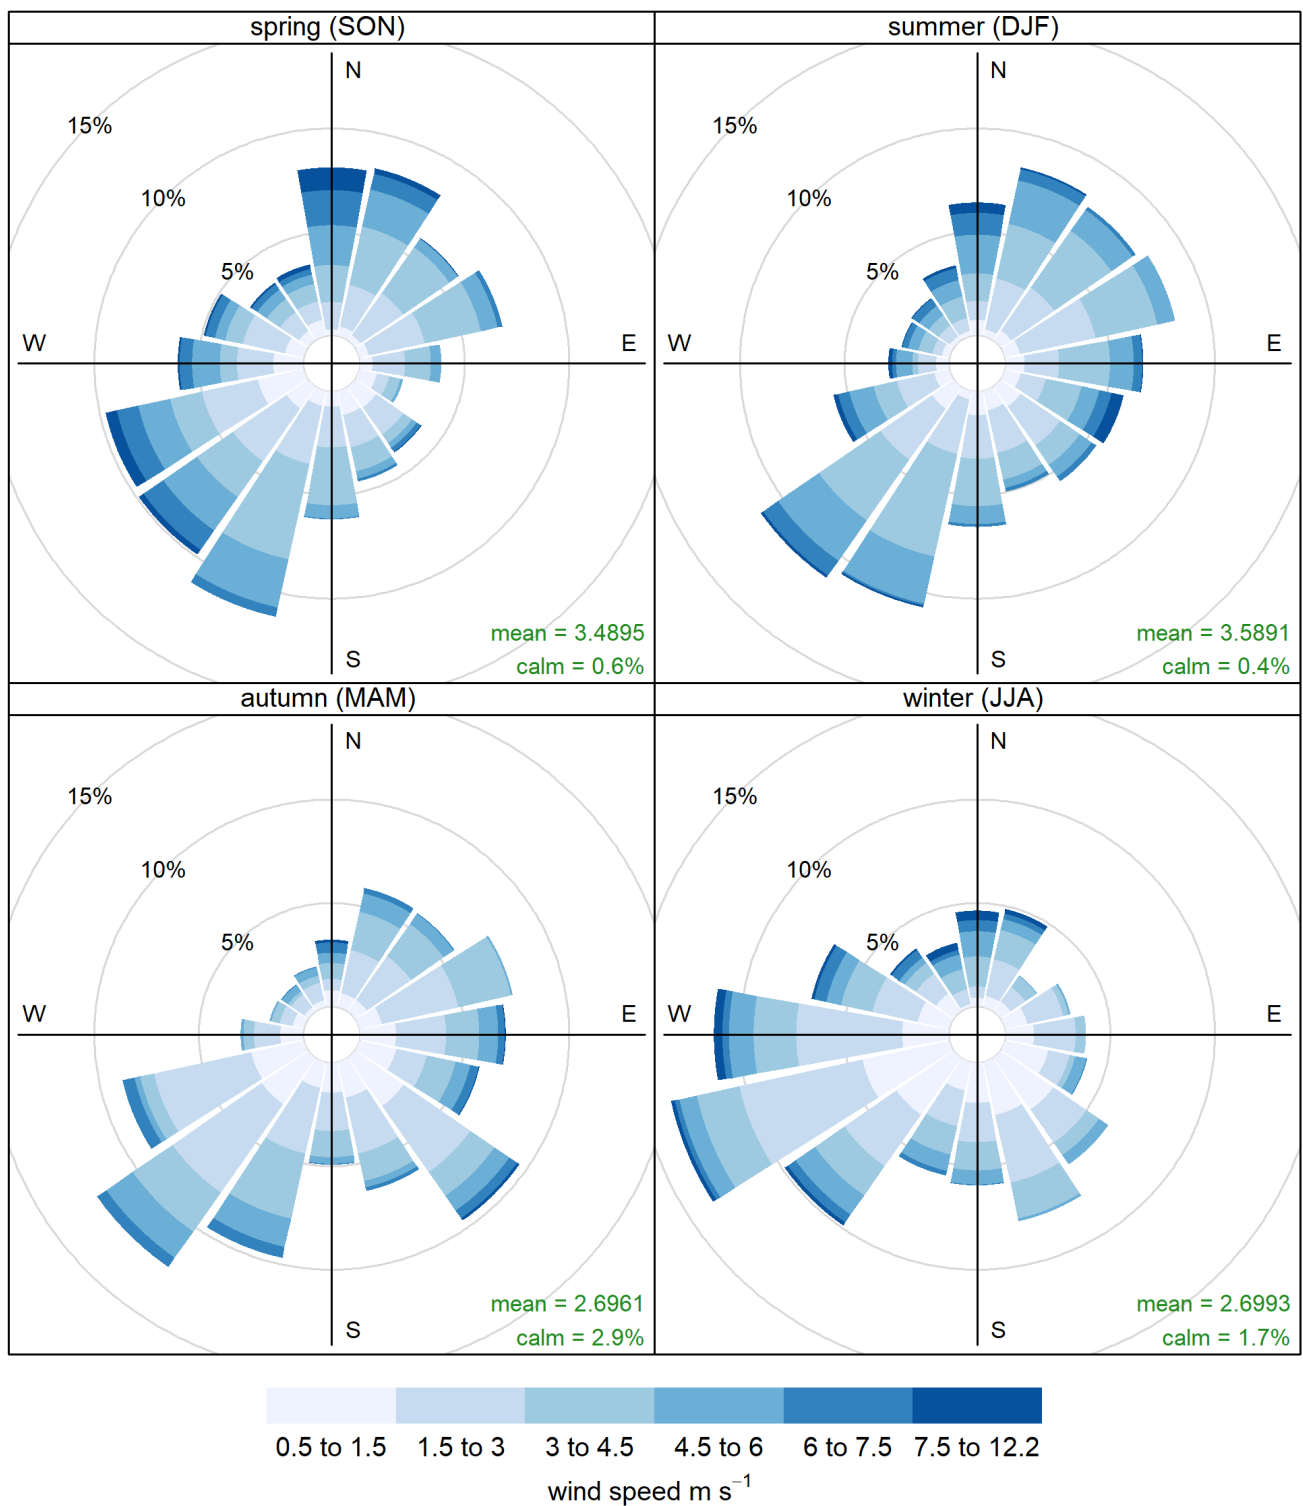 spring (SON)
summer (DJF)
N
15%
10%
5%
W
E
S
mean = 3.4895
calm = 0.6%
N
15%
10%
5%
W
E
S
mean = 3.5891
calm = 0.4%
autumn (MAM)
winter (JJA)
N
15%
10%
5%
W
E
S
mean = 2.6961
calm = 2.9%
N
15%
10%
5%
W
E
S
mean = 2.6993
calm = 1.7%
0.5 to 1.5 1.5 to 3 3 to 4.5 4.5 to 6 6 to 7.5 7.5 to 12.2
wind speed m s⁻¹